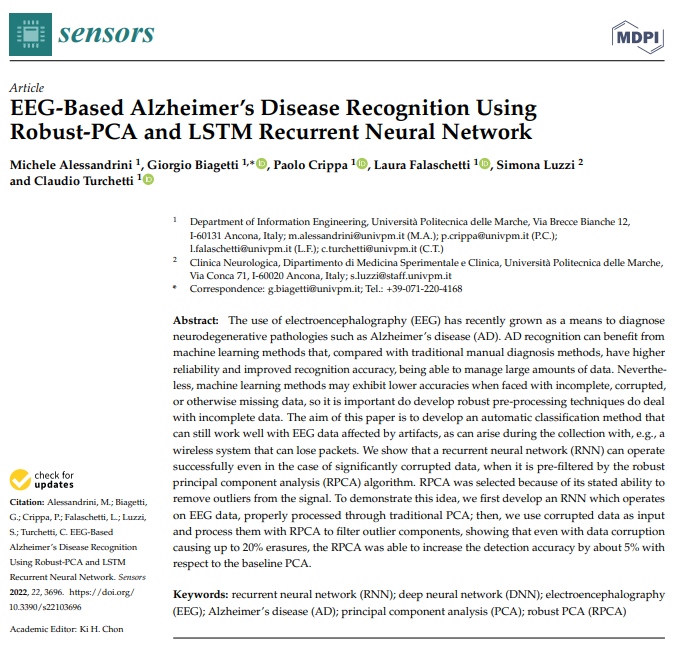 sensors
MDPI
Article
EEG-Based Alzheimer's Disease Recognition Using
Robust-PCA and LSTM Recurrent Neural Network
Michele Alessandrini 1, Giorgio Biagetti 1,*, Paolo Crippa 1, Laura Falaschetti 1, Simona Luzzi 2
and Claudio Turchetti 1
1 Department of Information Engineering, Università Politecnica delle Marche, Via Brecce Bianche 12,
I-60131 Ancona, Italy; m.alessandrini@univpm.it (M.A.); p.crippa@univpm.it (P.C.);
l.falaschetti@univpm.it (L.F.); c.turchetti@univpm.it (C.T.)
2 Clinica Neurologica, Dipartimento di Medicina Sperimentale e Clinica, Università Politecnica delle Marche,
Via Conca 71, I-60020 Ancona, Italy; s.luzzi@staff.univpm.it
* Correspondence: g.biagetti@univpm.it; Tel.: +39-071-220-4168
Abstract: The use of electroencephalography (EEG) has recently grown as a means to diagnose
neurodegenerative pathologies such as Alzheimer's disease (AD). AD recognition can benefit from
machine learning methods that, compared with traditional manual diagnosis methods, have higher
reliability and improved recognition accuracy, being able to manage large amounts of data. Neverthe-
less, machine learning methods may exhibit lower accuracies when faced with incomplete, corrupted,
or otherwise missing data, so it is important do develop robust pre-processing techniques do deal
with incomplete data. The aim of this paper is to develop an automatic classification method that
can still work well with EEG data affected by artifacts, as can arise during the collection with, e.g., a
wireless system that can lose packets. We show that a recurrent neural network (RNN) can operate
successfully even in the case of significantly corrupted data, when it is pre-filtered by the robust
principal component analysis (RPCA) algorithm. RPCA was selected because of its stated ability to
remove outliers from the signal. To demonstrate this idea, we first develop an RNN which operates
on EEG data, properly processed through traditional PCA; then, we use corrupted data as input
and process them with RPCA to filter outlier components, showing that even with data corruption
causing up to 20% erasures, the RPCA was able to increase the detection accuracy by about 5% with
respect to the baseline PCA.
Keywords: recurrent neural network (RNN); deep neural network (DNN); electroencephalography
(EEG); Alzheimer's disease (AD); principal component analysis (PCA); robust PCA (RPCA)
check for
updates
Citation: Alessandrini, M.; Biagetti,
G.; Crippa, P.; Falaschetti, L.; Luzzi,
S.; Turchetti, C. EEG-Based
Alzheimer's Disease Recognition
Using Robust-PCA and LSTM
Recurrent Neural Network. Sensors
2022, 22, 3696. https://doi.org/
10.3390/s22103696
Academic Editor: Ki H. Chon